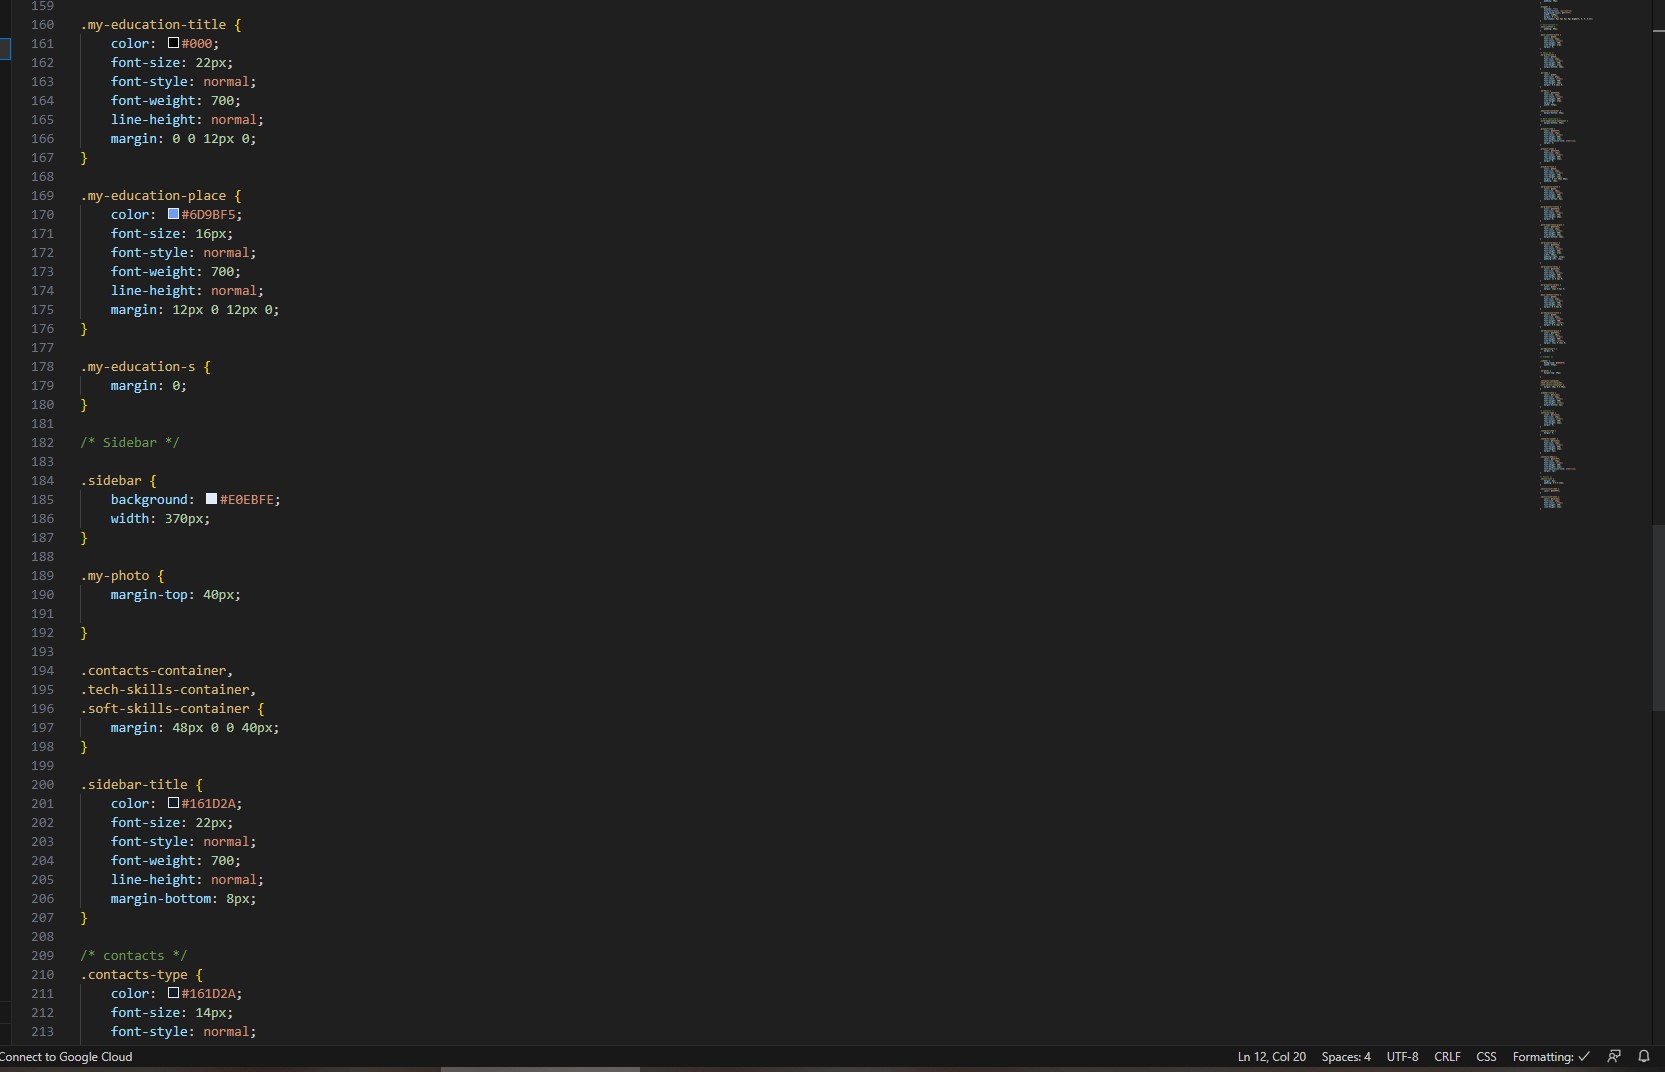 159
160 .my-education-title {
161 color: #000;
162 font-size: 22px;
163 font-style: normal;
164 font-weight: 700;
165 line-height: normal;
166 margin: 0 0 12px 0;
167 }
168
169 .my-education-place {
170 color: #6D9BF5;
171 font-size: 16px;
172 font-style: normal;
173 font-weight: 700;
174 line-height: normal;
175 margin: 12px 0 12px 0;
176 }
177
178 .my-education-s {
179 margin: 0;
180 }
181
182 /* Sidebar */
183
184 .sidebar {
185 background: #E0EBFE;
186 width: 370px;
187 }
188
189 .my-photo {
190 margin-top: 40px;
191
192 }
193
194 .contacts-container,
195 .tech-skills-container,
196 .soft-skills-container {
197 margin: 48px 0 0 40px;
198 }
199
200 .sidebar-title {
201 color: #161D2A;
202 font-size: 22px;
203 font-style: normal;
204 font-weight: 700;
205 line-height: normal;
206 margin-bottom: 8px;
207 }
208
209 /* contacts */
210 .contacts-type {
211 color: #161D2A;
212 font-size: 14px;
213 font-style: normal;
Connect to Google Cloud Ln 12, Col 20 Spaces: 4 UTF-8 CRLF CSS Formatting: ✓